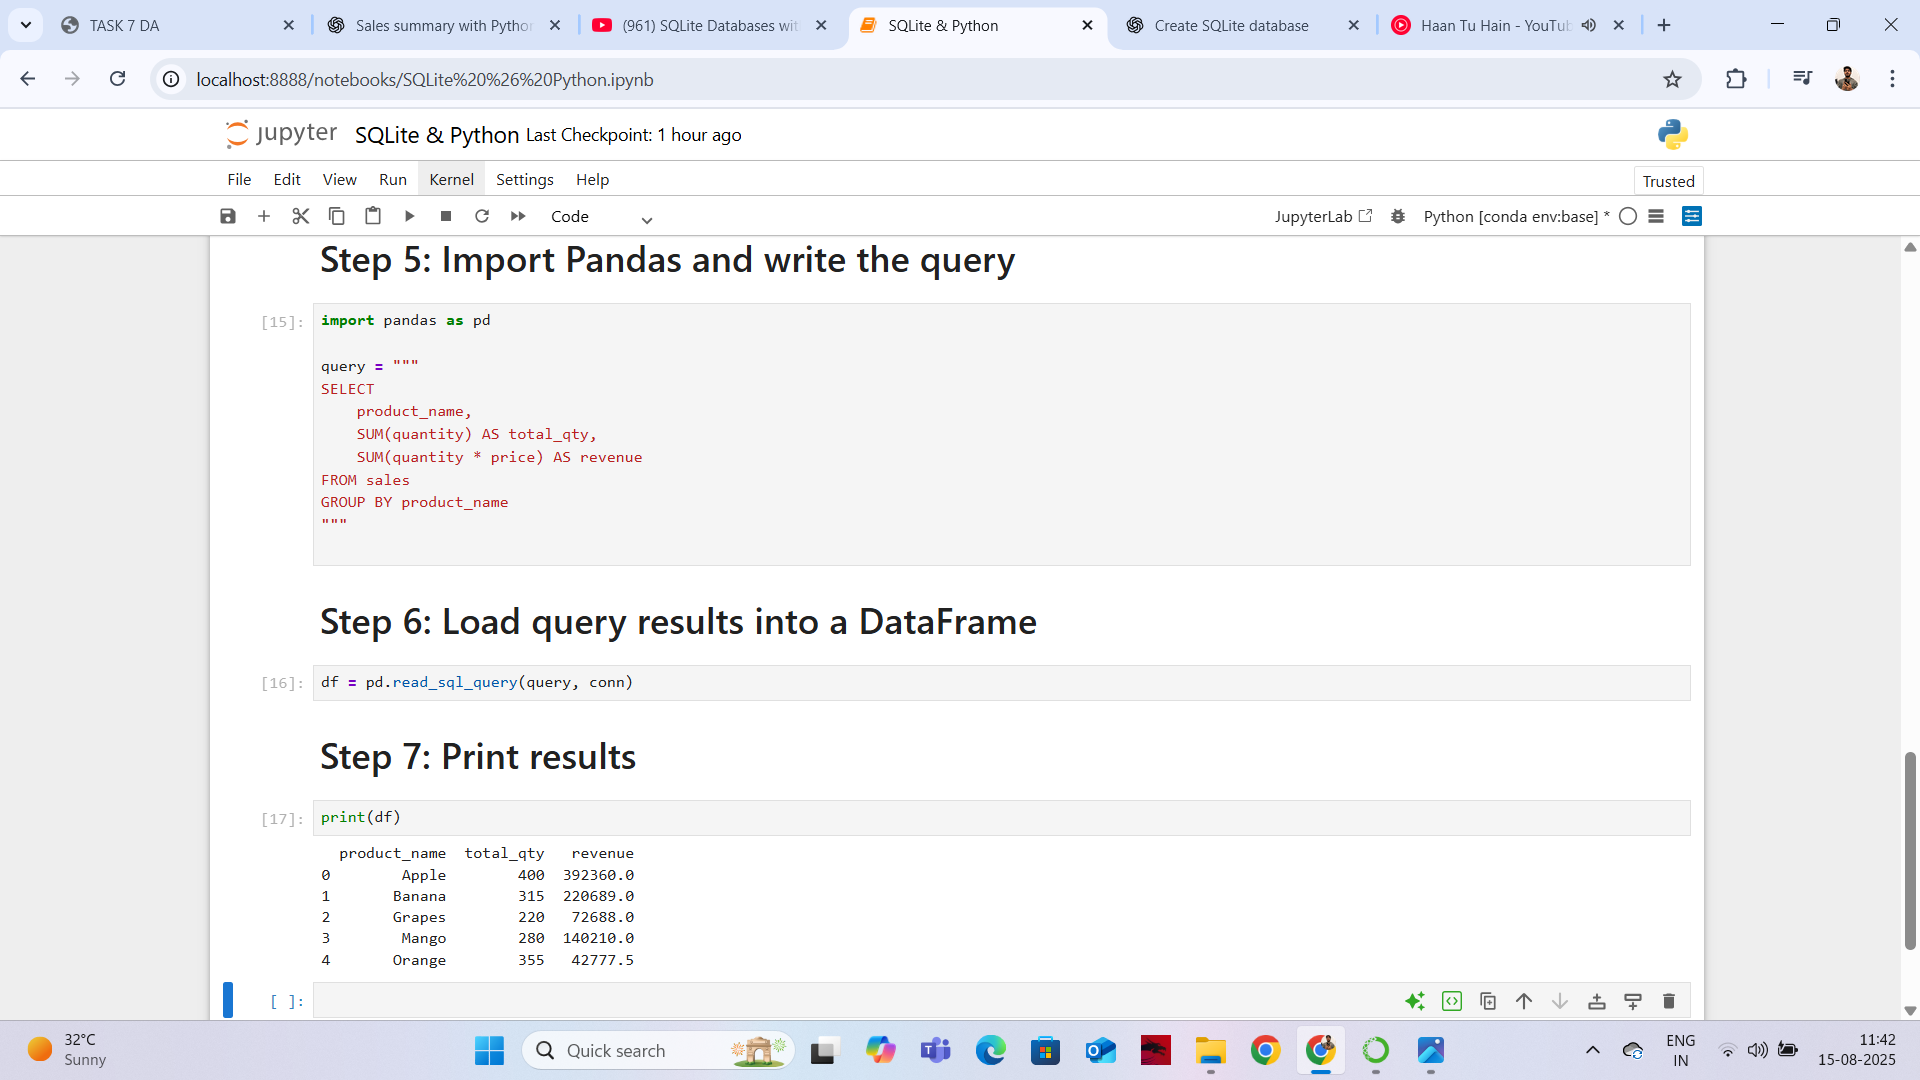 TASK 7 DA
Sales summary with Python
(961) SQLite Databases wit
SQLite & Python
Create SQLite database
Haan Tu Hain - YouTub
localhost:8888/notebooks/SQLite%20%26%20Python.ipynb
jupyter SQLite & Python Last Checkpoint: 1 hour ago
File Edit View Run Kernel Settings Help
Trusted
Code
JupyterLab
Python [conda env:base] *
Step 5: Import Pandas and write the query
[15]:
import pandas as pd
query = """
SELECT
product_name,
SUM(quantity) AS total_qty,
SUM(quantity * price) AS revenue
FROM sales
GROUP BY product_name
"""
Step 6: Load query results into a DataFrame
[16]:
df = pd.read_sql_query(query, conn)
Step 7: Print results
[17]:
print(df)
product_name total_qty revenue
0 Apple 400 392360.0
1 Banana 315 220689.0
2 Grapes 220 72688.0
3 Mango 280 140210.0
4 Orange 355 42777.5
[ ]:
32°C
Sunny
Quick search
ENG
IN
11:42
15-08-2025